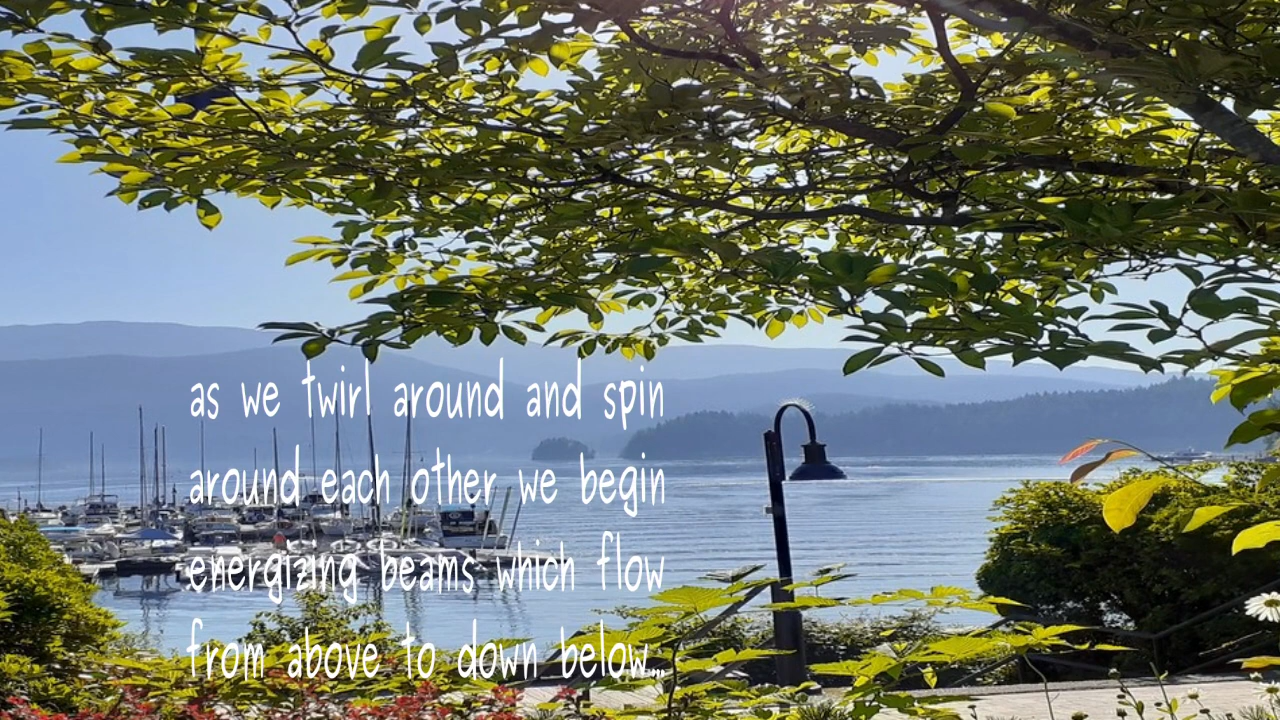 as we twirl around and spin
around each other we begin
energizing beams which flow
from above to down below...